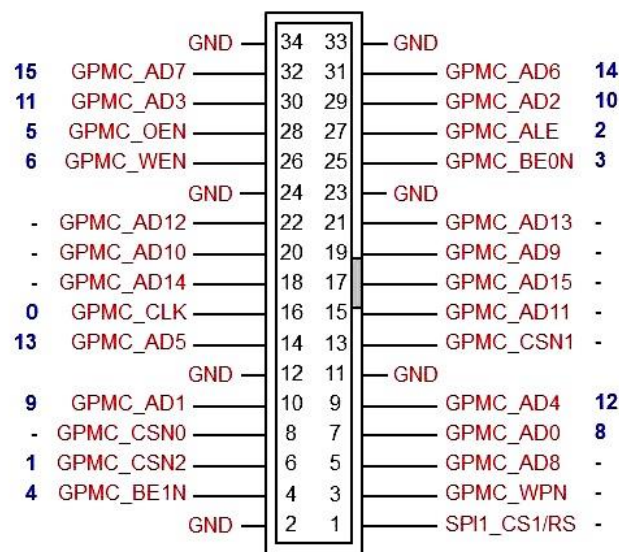 GND 34 33 GND
15 GPMC_AD7 32 31 GPMC_AD6 14
11 GPMC_AD3 30 29 GPMC_AD2 10
5 GPMC_OEN 28 27 GPMC_ALE 2
6 GPMC_WEN 26 25 GPMC_BE0N 3
GND 24 23 GND
- GPMC_AD12 22 21 GPMC_AD13 -
- GPMC_AD10 20 19 GPMC_AD9 -
- GPMC_AD14 18 17 GPMC_AD15 -
0 GPMC_CLK 16 15 GPMC_AD11 -
13 GPMC_AD5 14 13 GPMC_CSN1 -
GND 12 11 GND
9 GPMC_AD1 10 9 GPMC_AD4 12
- GPMC_CSN0 8 7 GPMC_AD0 8
1 GPMC_CSN2 6 5 GPMC_AD8 -
4 GPMC_BE1N 4 3 GPMC_WPN -
GND 2 1 SPI1_CS1/RS -